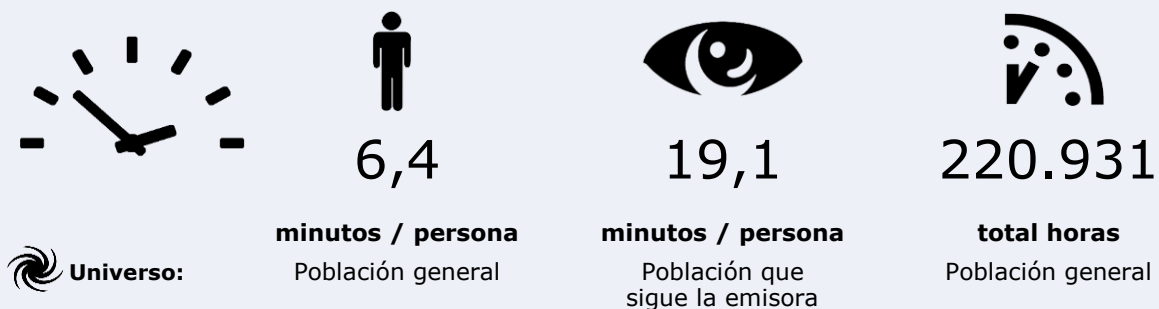 6,4
19,1
220.931
minutos / persona
minutos / persona
total horas
Universo:
Población general
Población que
sigue la emisora
Población general